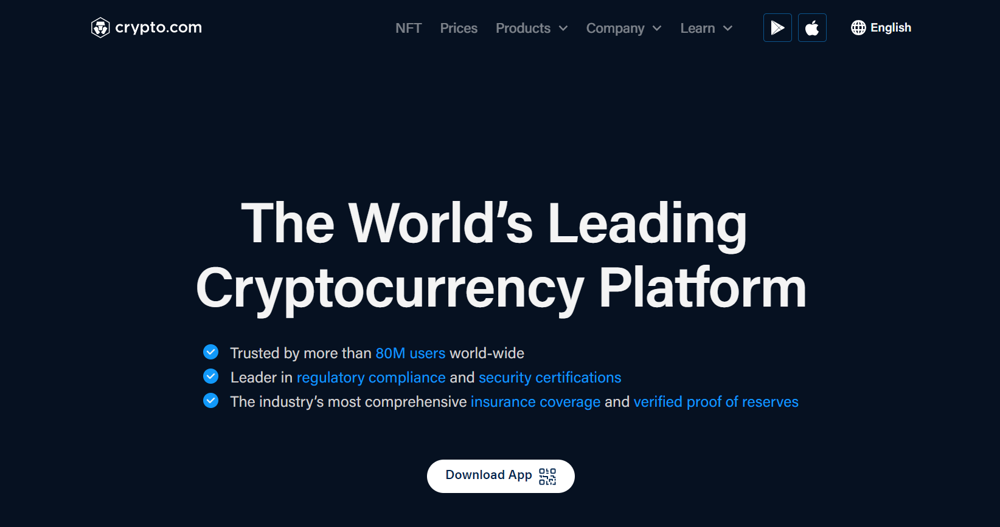 crypto.com
NFT Prices Products Company Learn English
The World’s Leading
Cryptocurrency Platform
Trusted by more than 80M users world-wide
Leader in regulatory compliance and security certifications
The industry’s most comprehensive insurance coverage and verified proof of reserves
Download App